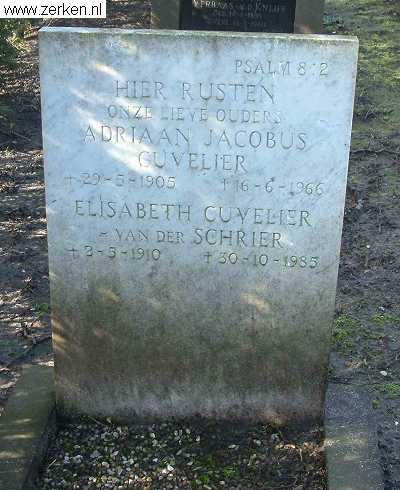 www.zerken.nl
PSALM 8:2
HIER RUSTEN
ONZE LIEVE OUDERS
ADRIAAN JACOBUS
CUVELIER
+29-5-1905 +16-6-1966
ELISABETH CUVELIER
- VAN DER SCHRIER
+2-5-1910 +30-10-1985